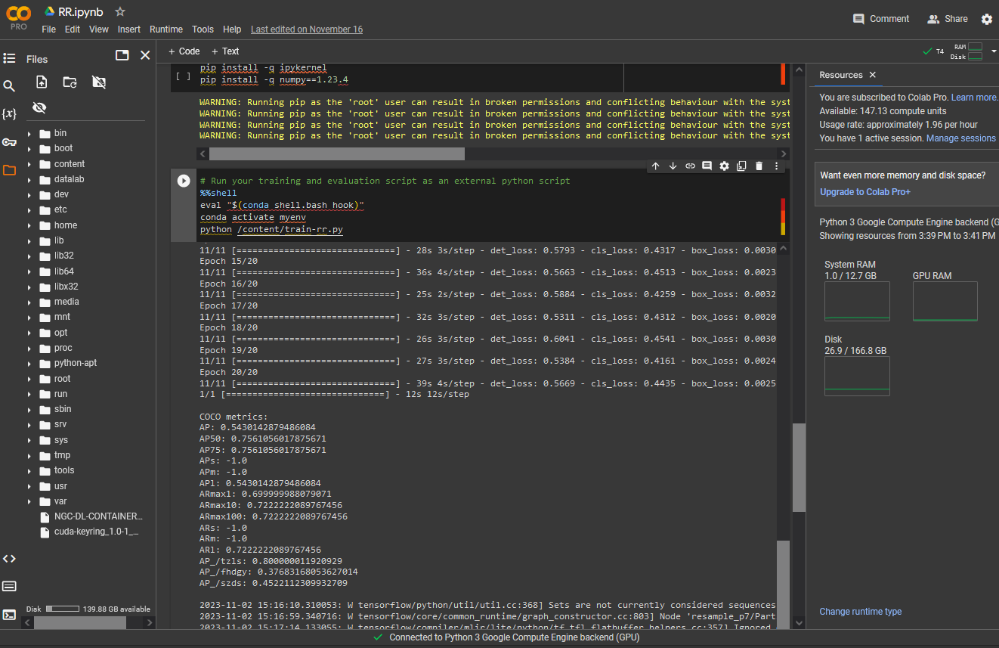 CO
PRO
RR.ipynb
File Edit View Insert Runtime Tools Help Last edited on November 16
Comment
Share
Files
+ Code + Text
T4
RAM
Disk
bin
boot
content
datalab
dev
etc
home
lib
lib32
lib64
libx32
media
mnt
opt
proc
python-apt
root
run
sbin
srv
sys
tmp
tools
usr
var
NGC-DL-CONTAINER...
cuda-keyring_1.0-1_...
Disk 139.88 GB available
pip install -q ipykernel
[ ] pip install -q numpy==1.23.4
WARNING: Running pip as the 'root' user can result in broken permissions and conflicting behaviour with the syst
WARNING: Running pip as the 'root' user can result in broken permissions and conflicting behaviour with the syst
WARNING: Running pip as the 'root' user can result in broken permissions and conflicting behaviour with the syst
WARNING: Running pip as the 'root' user can result in broken permissions and conflicting behaviour with the syst
# Run your training and evaluation script as an external python script
%%shell
eval "$(conda shell.bash hook)"
conda activate myenv
python /content/train-rr.py
11/11 [==============================] - 28s 3s/step - det_loss: 0.5793 - cls_loss: 0.4317 - box_loss: 0.0030
Epoch 15/20
11/11 [==============================] - 36s 4s/step - det_loss: 0.5663 - cls_loss: 0.4513 - box_loss: 0.0023
Epoch 16/20
11/11 [==============================] - 25s 2s/step - det_loss: 0.5884 - cls_loss: 0.4259 - box_loss: 0.0032
Epoch 17/20
11/11 [==============================] - 32s 3s/step - det_loss: 0.5311 - cls_loss: 0.4312 - box_loss: 0.0020
Epoch 18/20
11/11 [==============================] - 26s 3s/step - det_loss: 0.6041 - cls_loss: 0.4541 - box_loss: 0.0030
Epoch 19/20
11/11 [==============================] - 27s 3s/step - det_loss: 0.5384 - cls_loss: 0.4161 - box_loss: 0.0024
Epoch 20/20
11/11 [==============================] - 39s 4s/step - det_loss: 0.5669 - cls_loss: 0.4435 - box_loss: 0.0025
1/1 [==============================] - 12s 12s/step
COCO metrics:
AP: 0.5430142879486084
AP50: 0.7561056017875671
AP75: 0.7561056017875671
APs: -1.0
APm: -1.0
APl: 0.5430142879486084
ARmax1: 0.699999988079071
ARmax10: 0.7222222089767456
ARmax100: 0.7222222089767456
ARs: -1.0
ARm: -1.0
ARl: 0.7222222089767456
AP_/tzls: 0.800000011920929
AP_/fhdgy: 0.37683168053627014
AP_/szds: 0.4522112309932709
2023-11-02 15:16:10.310053: W tensorflow/python/util/util.cc:368] Sets are not currently considered sequences
2023-11-02 15:16:59.340716: W tensorflow/core/common_runtime/graph_constructor.cc:803] Node 'resample_p7/Part
2023-11-02 15:17:14.133055: W tensorflow/compiler/mlir/lite/python/tf_tfl_flatbuffer_helpers.cc:357] Ignored
Resources
You are subscribed to Colab Pro. Learn more.
Available: 147.13 compute units
Usage rate: approximately 1.96 per hour
You have 1 active session. Manage sessions
Want even more memory and disk space?
Upgrade to Colab Pro+
Python 3 Google Compute Engine backend (G
Showing resources from 3:39 PM to 3:41 PM
System RAM
1.0 / 12.7 GB
GPU RAM
Disk
26.9 / 166.8 GB
Change runtime type
Connected to Python 3 Google Compute Engine backend (GPU)